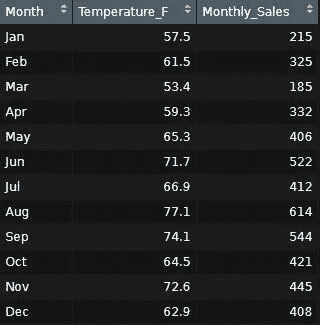 Month Temperature_F Monthly_Sales
Jan 57.5 215
Feb 61.5 325
Mar 53.4 185
Apr 59.3 332
May 65.3 406
Jun 71.7 522
Jul 66.9 412
Aug 77.1 614
Sep 74.1 544
Oct 64.5 421
Nov 72.6 445
Dec 62.9 408